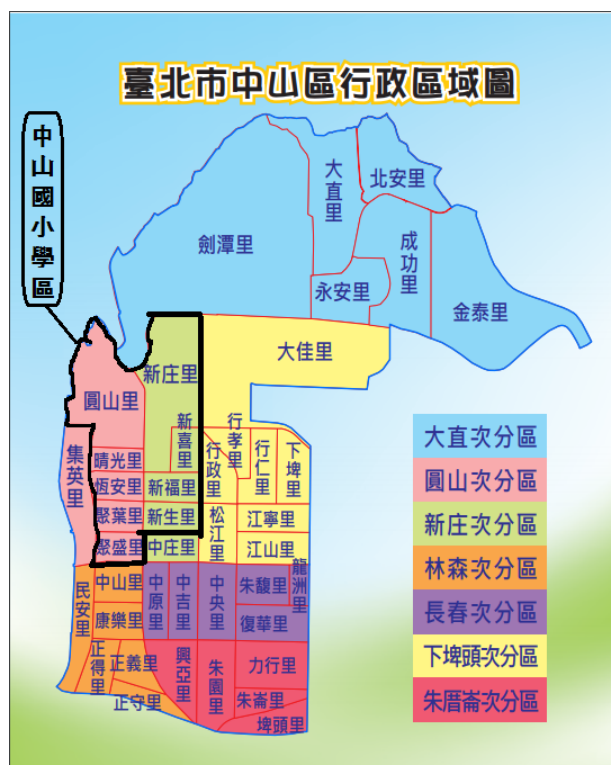 臺北市中山區行政區域圖
中山國小學區
大直里
北安里
劍潭里
成功里
永安里
金泰里
大佳里
新庄里
圓山里
新喜里
行孝里
集英里
晴光里
行政里
行仁里
下埤里
恆安里
新福里
聚葉里
新生里
松江里
江寧里
聚盛里
中庄里
江山里
民安里
中山里
中原里
中吉里
中央里
朱馥里
龍洲里
康樂里
復華里
正得里
正義里
興亞里
朱園里
力行里
正守里
朱崙里
埤頭里
大直次分區
圓山次分區
新庄次分區
林森次分區
長春次分區
下埤頭次分區
朱厝崙次分區